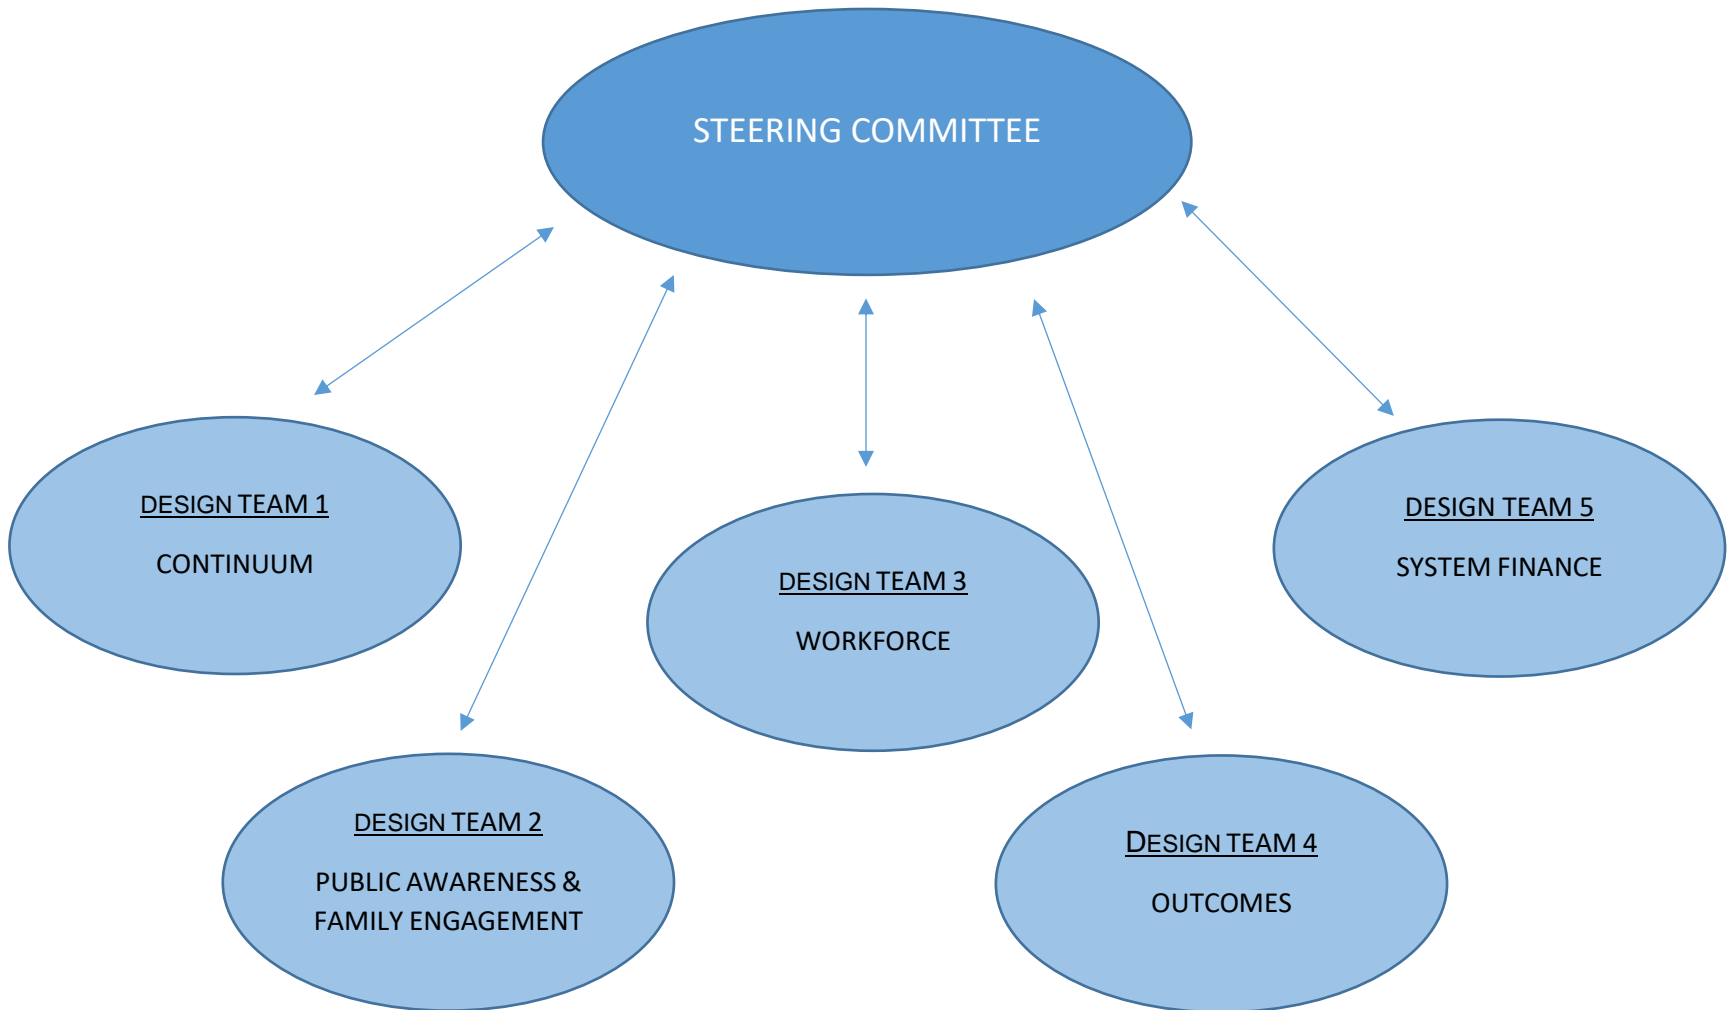 STEERING COMMITTEE
DESIGN TEAM 1
CONTINUUM
DESIGN TEAM 2
PUBLIC AWARENESS &
FAMILY ENGAGEMENT
DESIGN TEAM 3
WORKFORCE
DESIGN TEAM 4
OUTCOMES
DESIGN TEAM 5
SYSTEM FINANCE